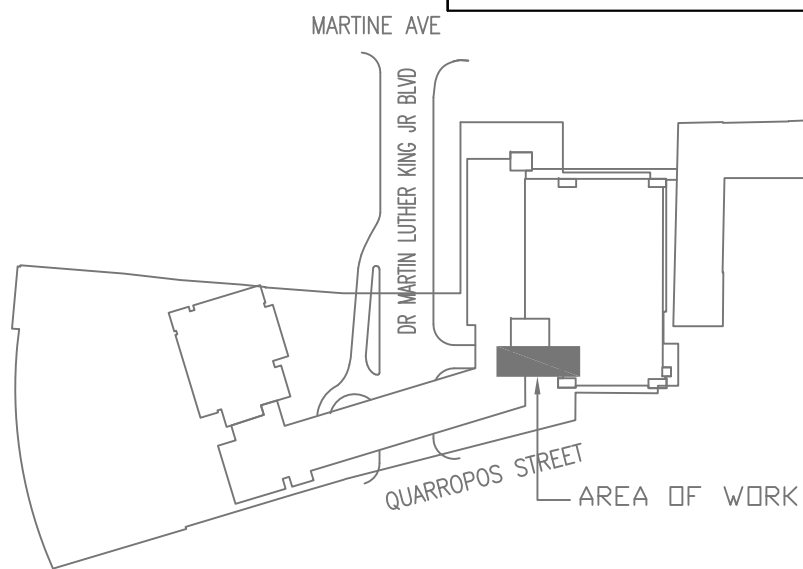 MARTINE AVE
DR MARTIN LUTHER KING JR BLVD
QUARROPOS STREET
AREA OF WORK